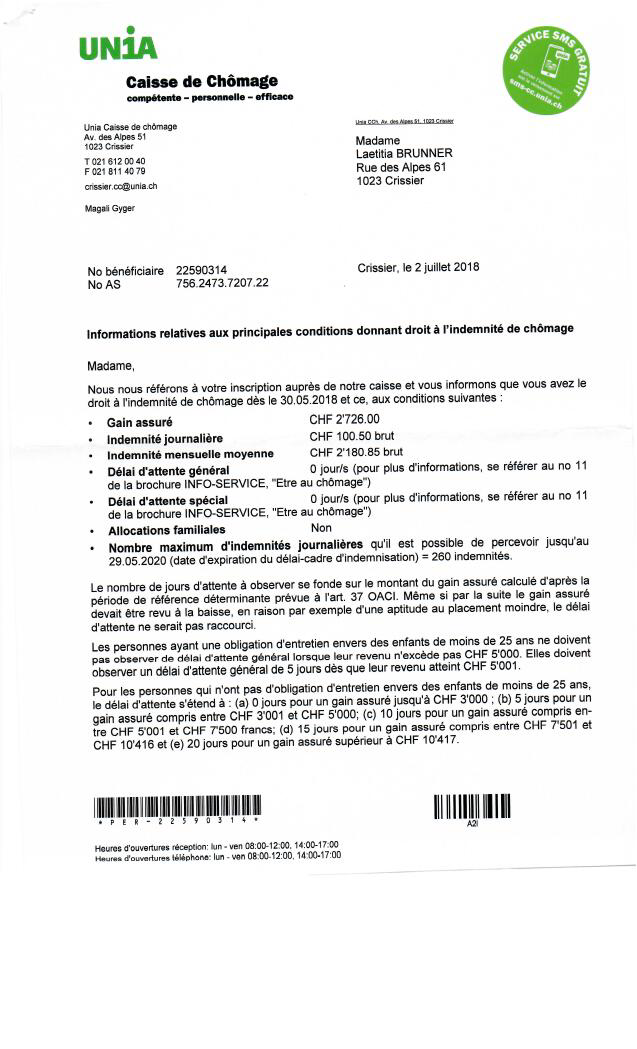 UNiA
Caisse de Chômage
compétente – personnelle – efficace
SERVICE SMS GRATUIT
Activer l'information
sur le versement sur
sms-cc.unia.ch
Unia Caisse de chômage
Av. des Alpes 51
1023 Crissier
T 021 612 00 40
F 021 811 40 79
crissier.cc@unia.ch
Magali Gyger
Unia CCh, Av. des Alpes 51, 1023 Crissier
Madame
Laetitia BRUNNER
Rue des Alpes 61
1023 Crissier
No bénéficiaire 22590314
No AS 756.2473.7207.22
Crissier, le 2 juillet 2018
Informations relatives aux principales conditions donnant droit à l'indemnité de chômage
Madame,
Nous nous référons à votre inscription auprès de notre caisse et vous informons que vous avez le
droit à l'indemnité de chômage dès le 30.05.2018 et ce, aux conditions suivantes :
• Gain assuré CHF 2'726.00
• Indemnité journalière CHF 100.50 brut
• Indemnité mensuelle moyenne CHF 2'180.85 brut
• Délai d'attente général 0 jour/s (pour plus d'informations, se référer au no 11
de la brochure INFO-SERVICE, "Etre au chômage")
• Délai d'attente spécial 0 jour/s (pour plus d'informations, se référer au no 11
de la brochure INFO-SERVICE, "Etre au chômage")
• Allocations familiales Non
• Nombre maximum d'indemnités journalières qu'il est possible de percevoir jusqu'au
29.05.2020 (date d'expiration du délai-cadre d'indemnisation) = 260 indemnités.
Le nombre de jours d'attente à observer se fonde sur le montant du gain assuré calculé d'après la
période de référence déterminante prévue à l'art. 37 OACI. Même si par la suite le gain assuré
devait être revu à la baisse, en raison par exemple d'une aptitude au placement moindre, le délai
d'attente ne serait pas raccourci.
Les personnes ayant une obligation d'entretien envers des enfants de moins de 25 ans ne doivent
pas observer de délai d'attente général lorsque leur revenu n'excède pas CHF 5'000. Elles doivent
observer un délai d'attente général de 5 jours dès que leur revenu atteint CHF 5'001.
Pour les personnes qui n'ont pas d'obligation d'entretien envers des enfants de moins de 25 ans,
le délai d'attente s'étend à : (a) 0 jours pour un gain assuré jusqu'à CHF 3'000 ; (b) 5 jours pour un
gain assuré compris entre CHF 3'001 et CHF 5'000; (c) 10 jours pour un gain assuré compris en-
tre CHF 5'001 et CHF 7'500 francs; (d) 15 jours pour un gain assuré compris entre CHF 7'501 et
CHF 10'416 et (e) 20 jours pour un gain assuré supérieur à CHF 10'417.
*PER-22590314*
A2I
Heures d'ouvertures réception: lun - ven 08:00-12:00, 14:00-17:00
Heures d'ouvertures téléphone: lun - ven 08:00-12:00, 14:00-17:00